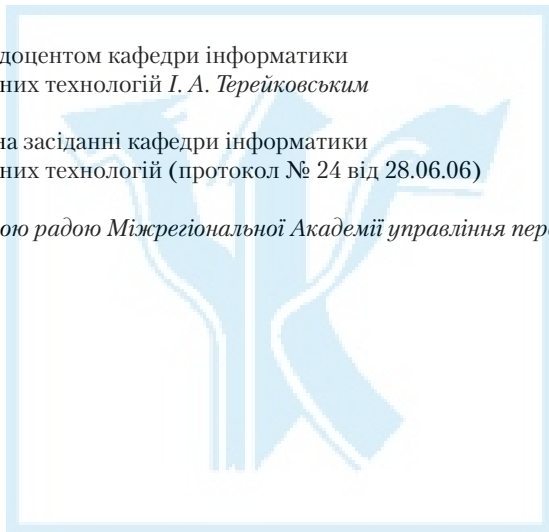 доцентом кафедри інформатики
них технологій І. А. Терейковським
на засіданні кафедри інформатики
них технологій (протокол № 24 від 28.06.06)
ою радою Міжрегіональної Академії управління пер